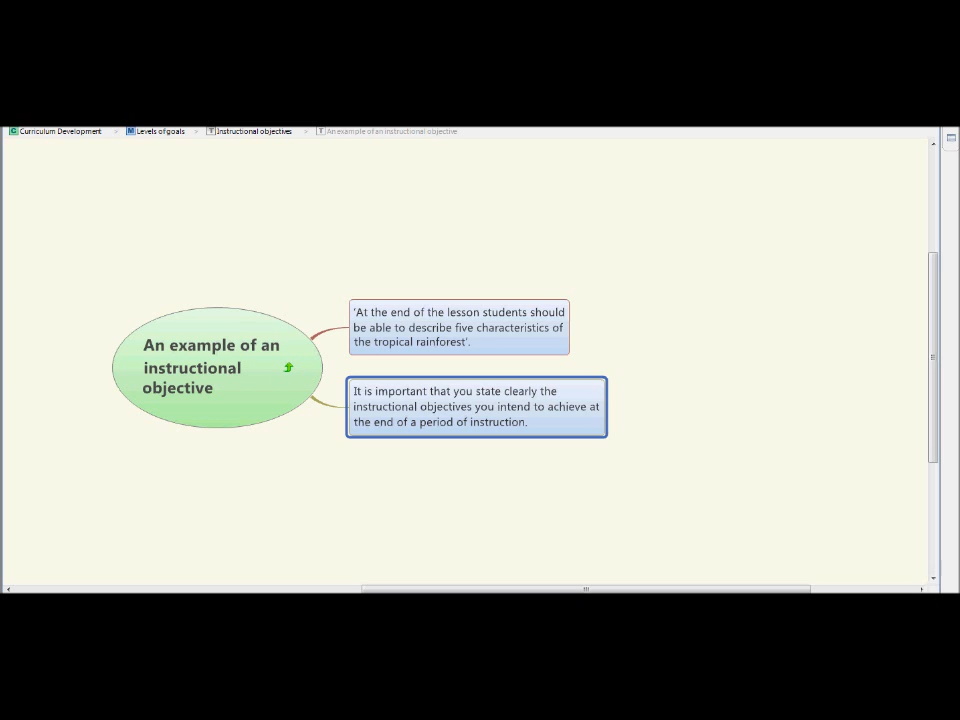 Curriculum Development > Levels of goals > Instructional objectives > An example of an instructional objective
An example of an
instructional
objective
'At the end of the lesson students should
be able to describe five characteristics of
the tropical rainforest'.
It is important that you state clearly the
instructional objectives you intend to achieve at
the end of a period of instruction.